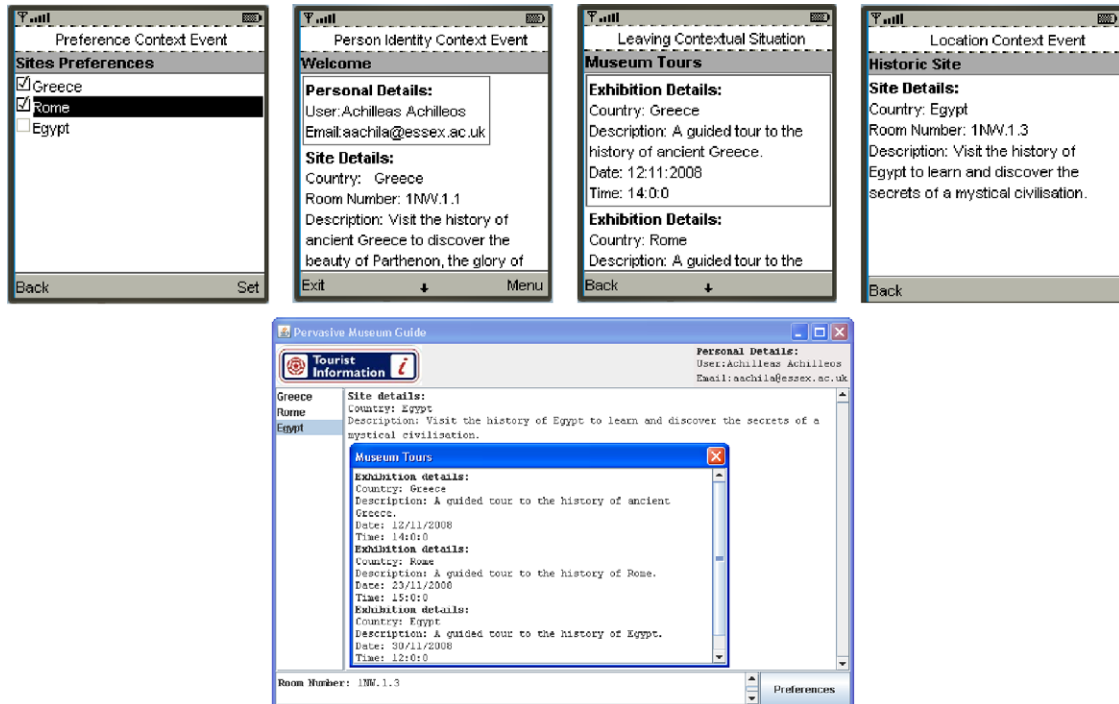 Preference Context Event
Sites Preferences
Greece
Rome
Egypt
Back Set
Person Identity Context Event
Welcome
Personal Details:
User:Achilleas Achilleos
Email:aachila@essex.ac.uk
Site Details:
Country: Greece
Room Number: 1NW.1.1
Description: Visit the history of
ancient Greece to discover the
beauty of Parthenon, the glory of
Exit Menu
Leaving Contextual Situation
Museum Tours
Exhibition Details:
Country: Greece
Description: A guided tour to the
history of ancient Greece.
Date: 12:11:2008
Time: 14:0:0
Exhibition Details:
Country: Rome
Description: A guided tour to the
Back
Location Context Event
Historic Site
Site Details:
Country: Egypt
Room Number: 1NW.1.3
Description: Visit the history of
Egypt to learn and discover the
secrets of a mystical civilisation.
Back
Pervasive Museum Guide
Tourist
Information i
Personal Details:
User:Achilleas Achilleos
Email:aachila@essex.ac.uk
Greece
Rome
Egypt
Site details:
Country: Egypt
Description: Visit the history of Egypt to learn and discover the secrets of a
mystical civilisation.
Museum Tours
Exhibition details:
Country: Greece
Description: A guided tour to the history of ancient
Greece.
Date: 12/11/2008
Time: 14:0:0
Exhibition details:
Country: Rome
Description: A guided tour to the history of Rome.
Date: 23/11/2008
Time: 15:0:0
Exhibition details:
Country: Egypt
Description: A guided tour to the history of Egypt.
Date: 30/11/2008
Time: 12:0:0
Room Number: 1NW.1.3
Preferences